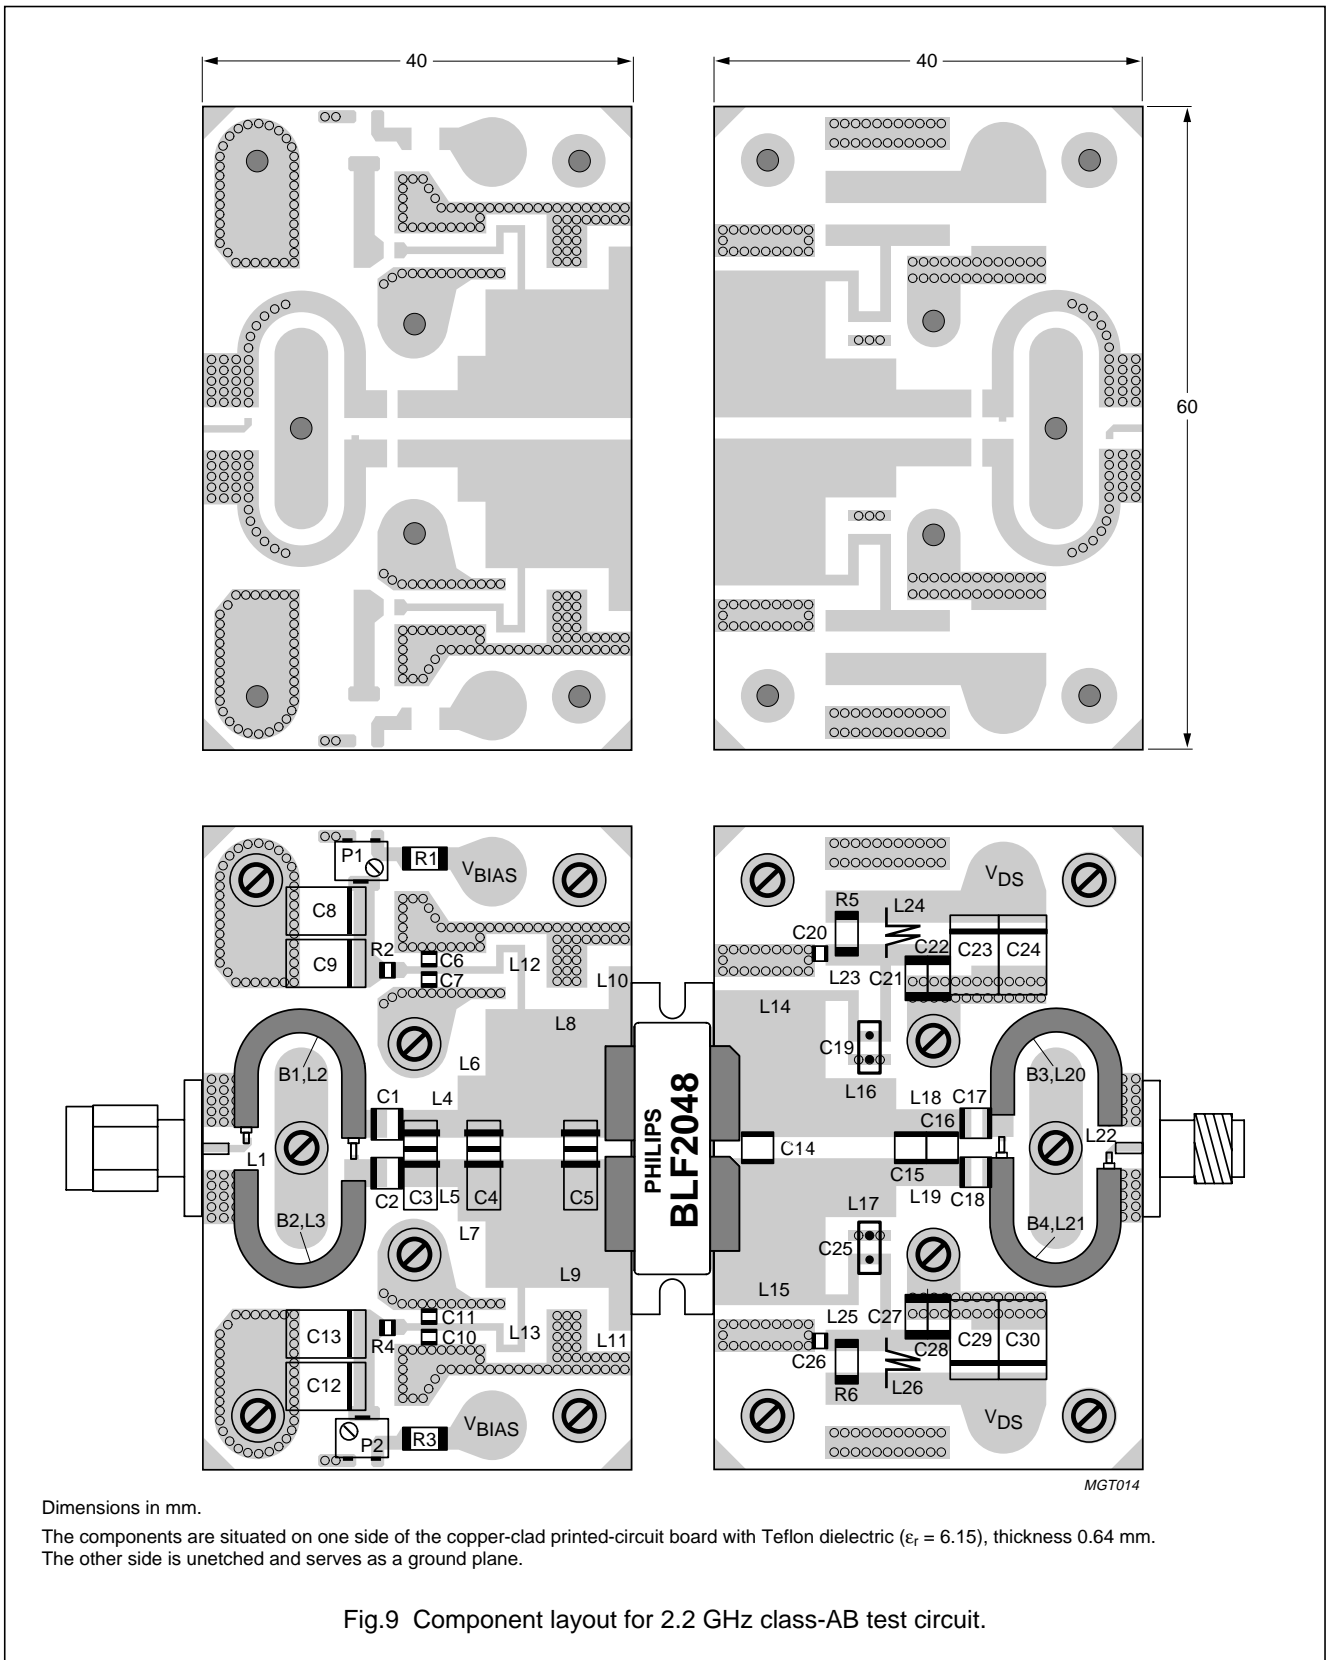 40
40
60
P1
R1
VBIAS
C8
C9
R2
C6
C7
L12
L10
L8
L6
B1,L2
C1
L4
L1
C2
C3
L5
C4
C5
B2,L3
L7
L9
C13
R4
C11
C10
L13
L11
C12
P2
R3
VBIAS
PHILIPS
BLF2048
VDS
R5
L24
C20
C22
C23
C24
L23
C21
L14
C19
L16
B3,L20
L18
C17
C16
C14
L22
C15
L19
C18
L17
C25
B4,L21
L15
L25
C27
C26
C28
C29
C30
R6
L26
VDS
MGT014
Dimensions in mm.
The components are situated on one side of the copper-clad printed-circuit board with Teflon dielectric (εr = 6.15), thickness 0.64 mm.
The other side is unetched and serves as a ground plane.
Fig.9 Component layout for 2.2 GHz class-AB test circuit.